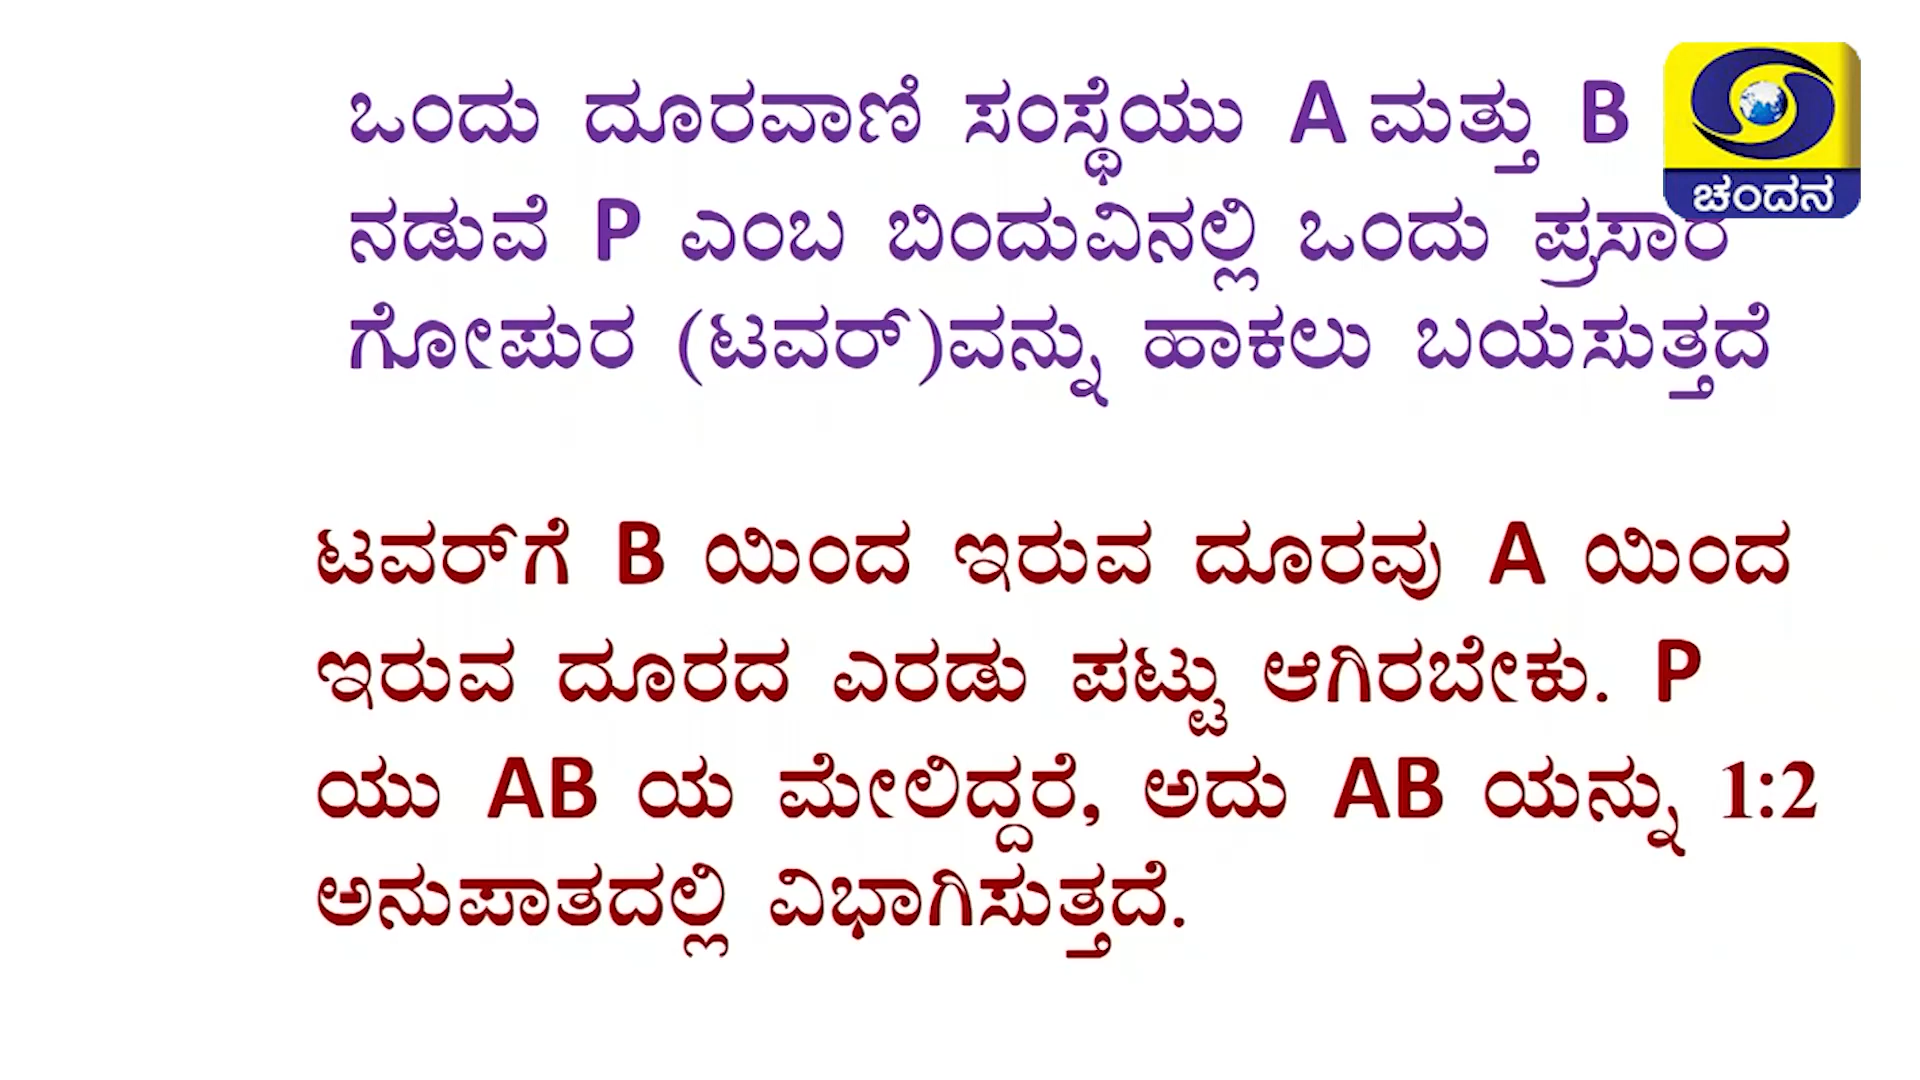 ಒಂದು ದೂರವಾಣಿ ಸಂಸ್ಥೆಯು A ಮತ್ತು B
ನಡುವೆ P ಎಂಬ ಬಿಂದುವಿನಲ್ಲಿ ಒಂದು ಪ್ರಸಾರ
ಗೋಪುರ (ಟವರ್)ವನ್ನು ಹಾಕಲು ಬಯಸುತ್ತದೆ
ಚಂದನ
ಟವರ್‌ಗೆ B ಯಿಂದ ಇರುವ ದೂರವು A ಯಿಂದ
ಇರುವ ದೂರದ ಎರಡು ಪಟ್ಟು ಆಗಿರಬೇಕು. P
ಯು AB ಯ ಮೇಲಿದ್ದರೆ, ಅದು AB ಯನ್ನು 1:2
ಅನುಪಾತದಲ್ಲಿ ವಿಭಾಗಿಸುತ್ತದೆ.